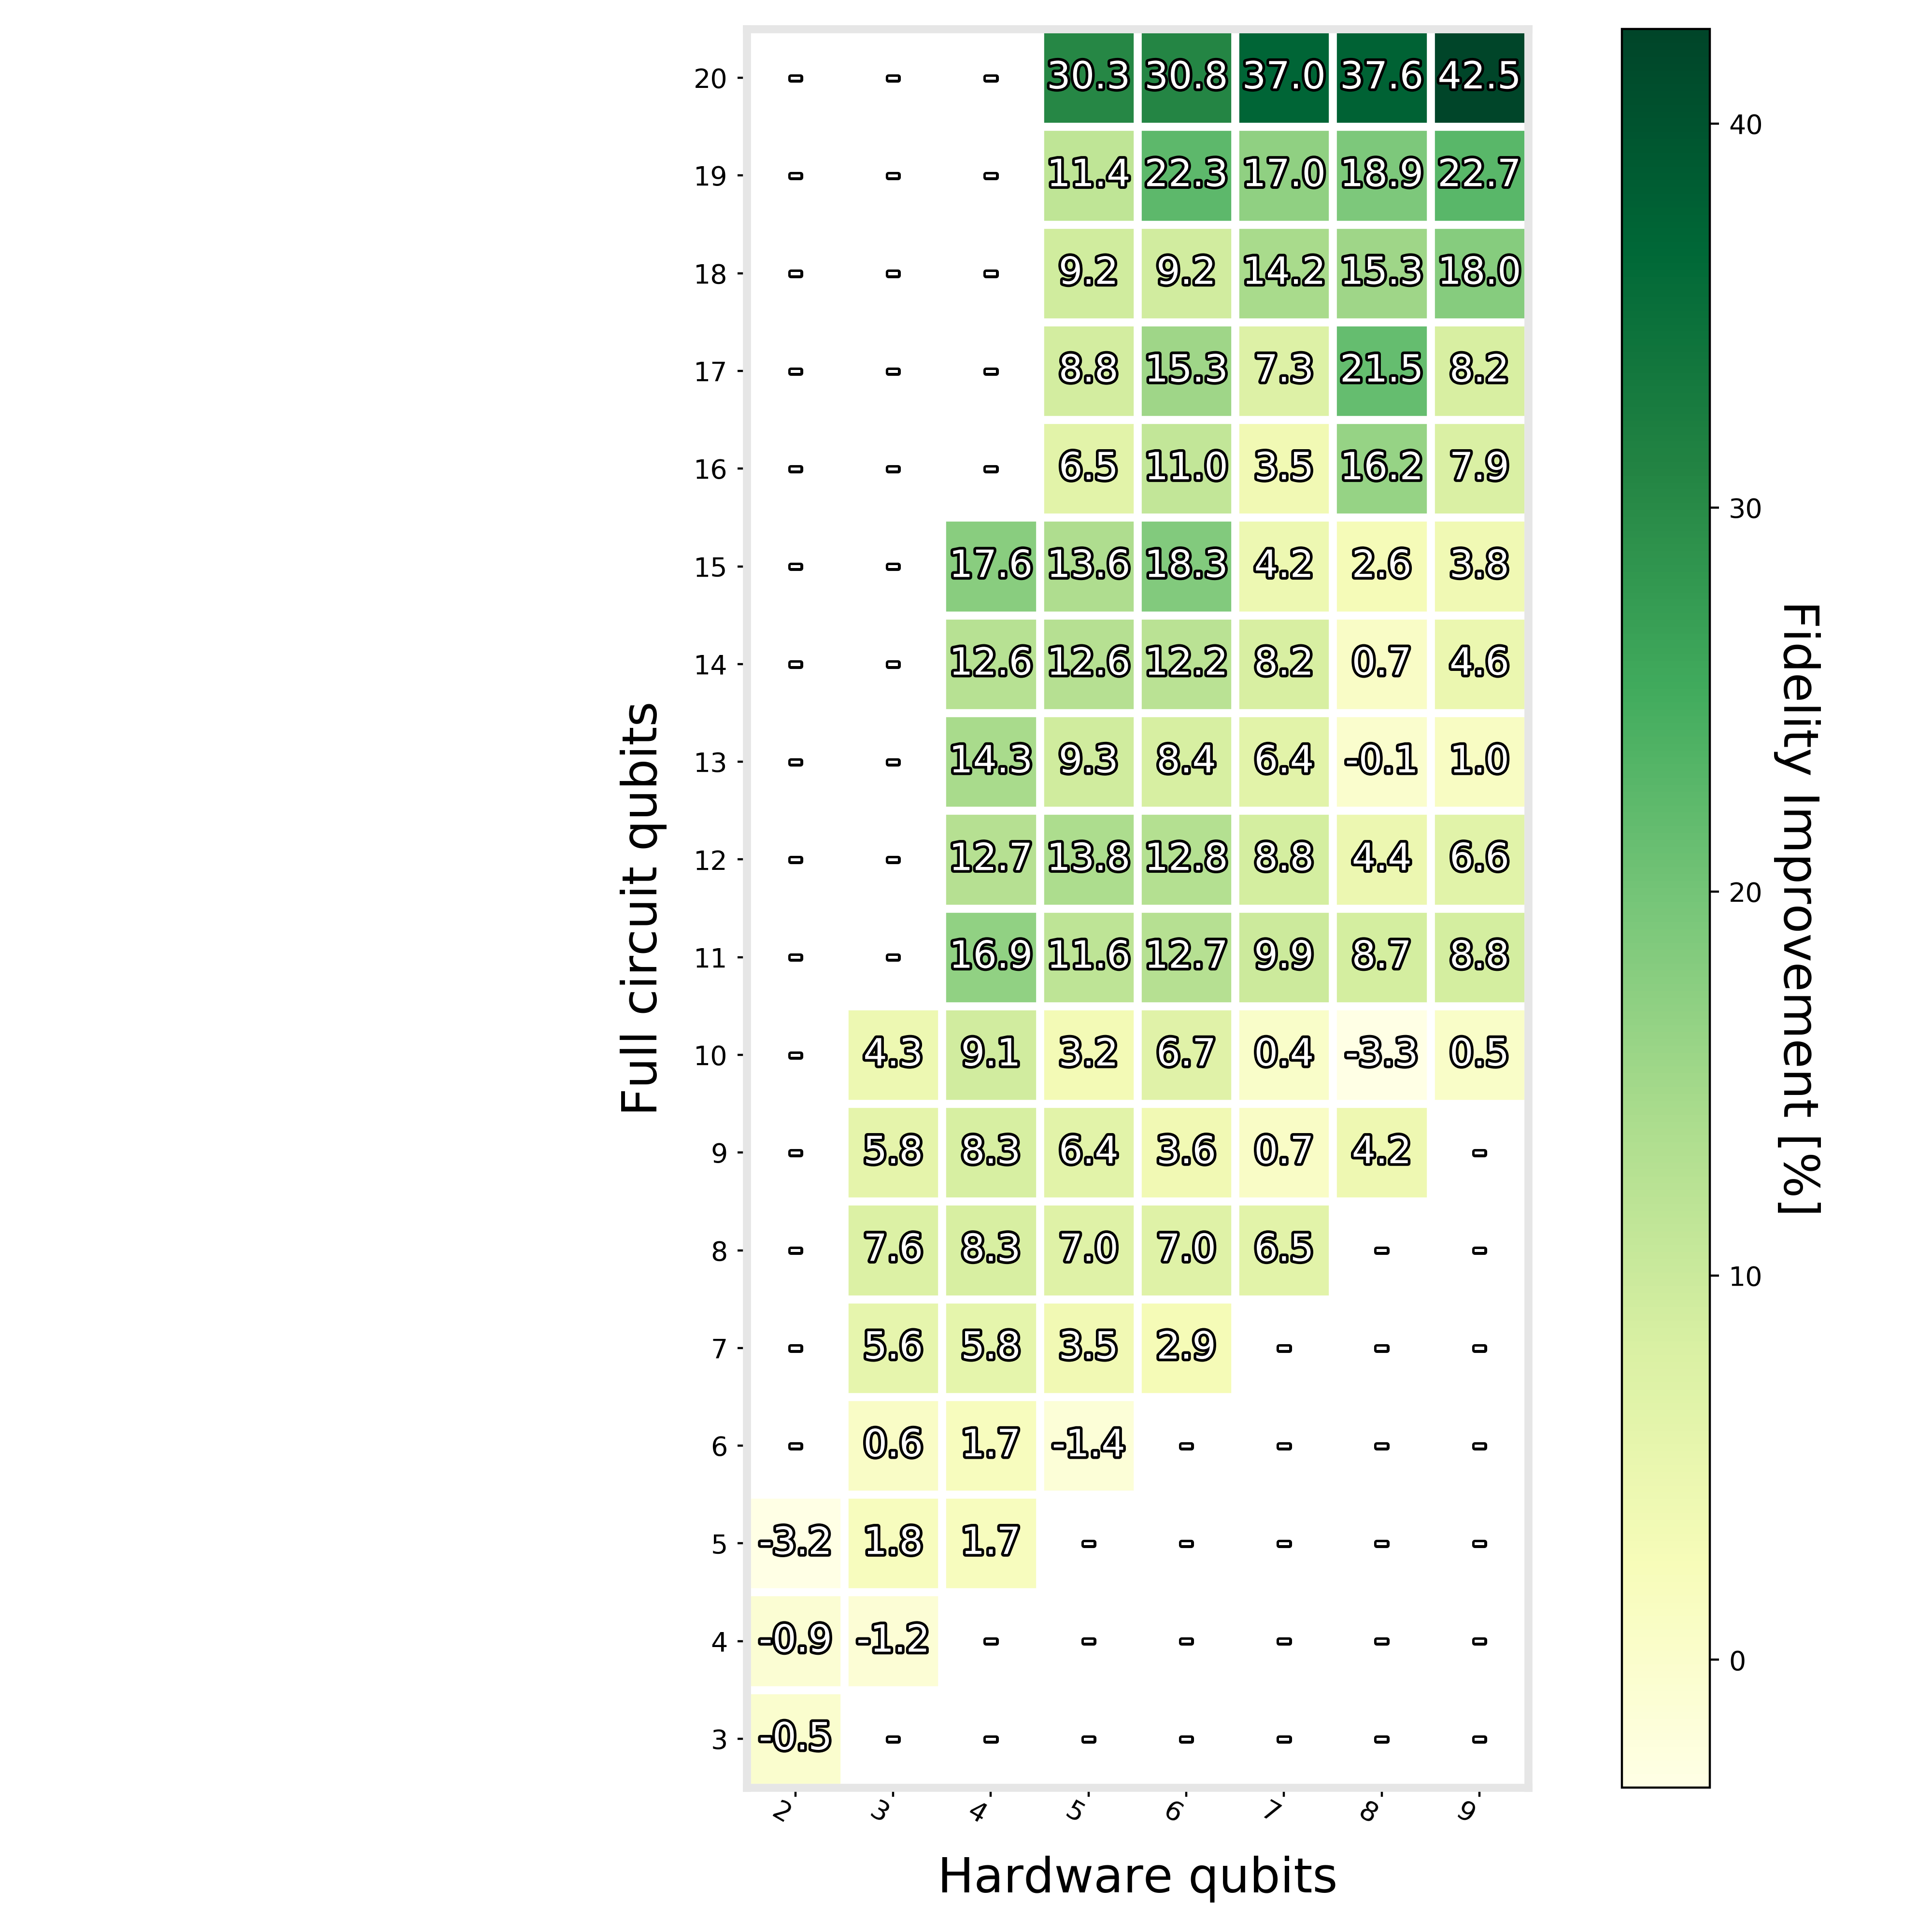 20 - - - 30.3 30.8 37.0 37.6 42.5
19 - - - 11.4 22.3 17.0 18.9 22.7
18 - - - 9.2 9.2 14.2 15.3 18.0
17 - - - 8.8 15.3 7.3 21.5 8.2
16 - - - 6.5 11.0 3.5 16.2 7.9
15 - - 17.6 13.6 18.3 4.2 2.6 3.8
14 - - 12.6 12.6 12.2 8.2 0.7 4.6
13 - - 14.3 9.3 8.4 6.4 -0.1 1.0
12 - - 12.7 13.8 12.8 8.8 4.4 6.6
11 - - 16.9 11.6 12.7 9.9 8.7 8.8
10 - 4.3 9.1 3.2 6.7 0.4 -3.3 0.5
9 - 5.8 8.3 6.4 3.6 0.7 4.2 -
8 - 7.6 8.3 7.0 7.0 6.5 - -
7 - 5.6 5.8 3.5 2.9 - - -
6 - 0.6 1.7 -1.4 - - - -
5 -3.2 1.8 1.7 - - - - -
4 -0.9 -1.2 - - - - - -
3 -0.5 - - - - - - -
2 3 4 5 6 7 8 9
Hardware qubits
Full circuit qubits
40
30
20
10
0
Fidelity Improvement [%]